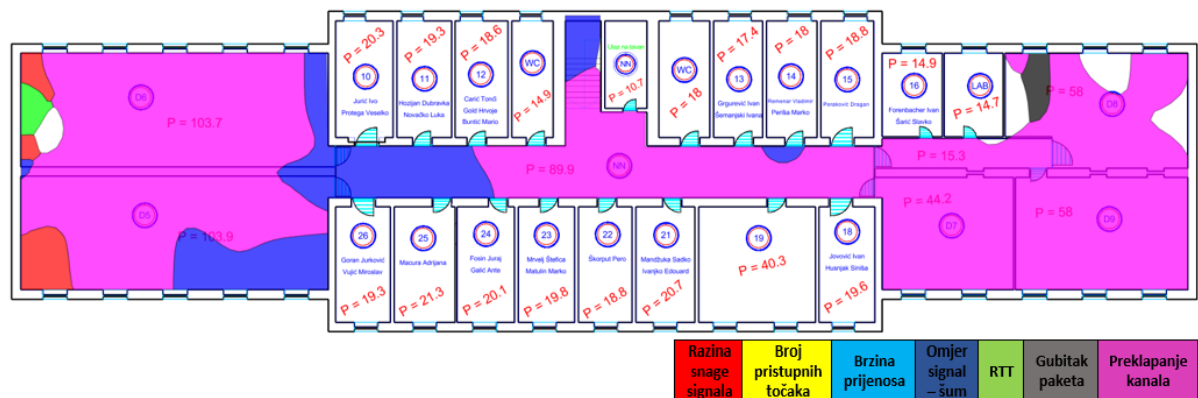 P = 20.3
10
Jurić Ivo
Protega Veselko
P = 19.3
11
Hozijan Dubravka
Novačko Luka
P = 18.6
12
Carić Tonči
Gold Hrvoje
Buntić Mario
WC
P = 14.9
Ulaz na tavan
NN
P = 10.7
WC
P = 18
P = 17.4
13
Grgurević Ivan
Šemanjski Ivana
P = 18
14
Remenar Vladimir
Periša Marko
P = 18.8
15
Peraković Dragan
P = 14.9
16
Forenbacher Ivan
Šarić Slavko
LAB
P = 14.7
P = 58
D8
D6
P = 103.7
P = 15.3
P = 89.9
NN
D5
P = 103.9
P = 44.2
D7
P = 58
D9
26
Goran Jurković
Vujić Miroslav
P = 19.3
25
Macura Adrijana
P = 21.3
24
Fosin Juraj
Galić Ante
P = 20.1
23
Mrvelj Štefica
Matulin Marko
P = 19.8
22
Škorput Pero
P = 18.8
21
Mandžuka Sadko
Ivanjko Edouard
P = 20.7
19
P = 40.3
18
Jovović Ivan
Husnjak Siniša
P = 19.6
Razina
snage
signala
Broj
pristupnih
točaka
Brzina
prijenosa
Omjer
signal
– šum
RTT
Gubitak
paketa
Preklapanje
kanala